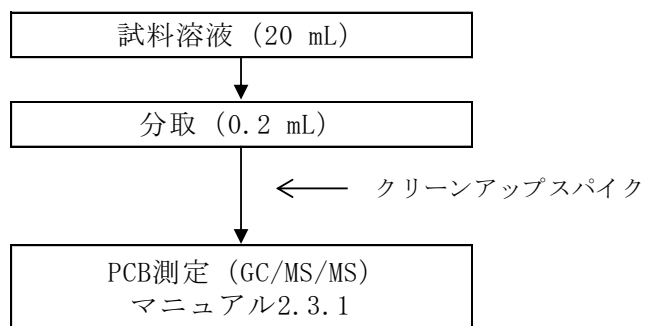 試料溶液 (20 mL)
分取 (0.2 mL)
クリーンアップスパイク
PCB測定 (GC/MS/MS)
マニュアル2.3.1